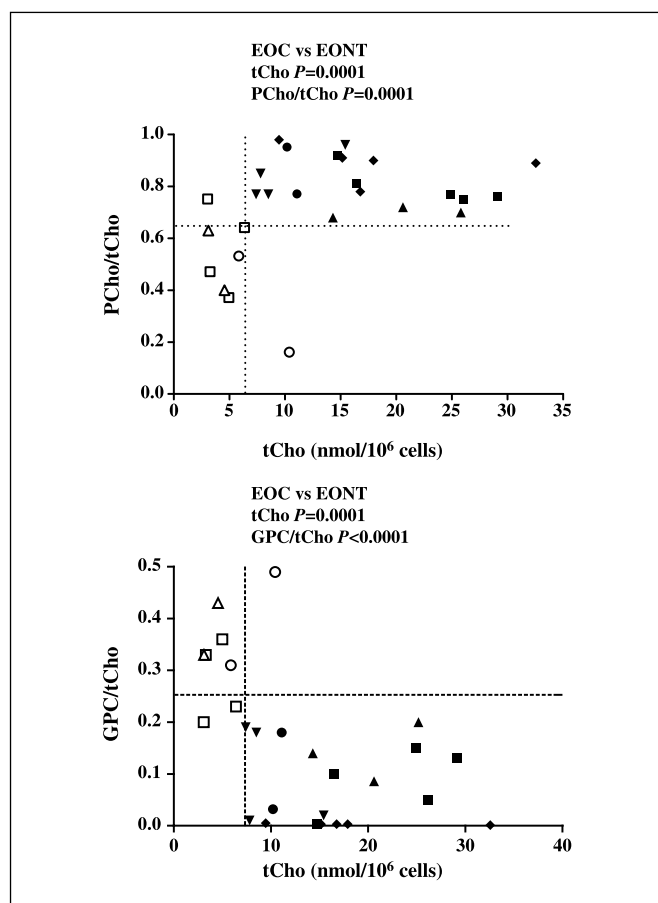 EOC vs EONT
tCho P=0.0001
PCho/tCho P=0.0001
1.0
0.8
0.6
0.4
0.2
0.0
PCho/tCho
0 5 10 15 20 25 30 35
tCho (nmol/10⁶ cells)
EOC vs EONT
tCho P=0.0001
GPC/tCho P<0.0001
0.5
0.4
0.3
0.2
0.1
0.0
GPC/tCho
0 10 20 30 40
tCho (nmol/10⁶ cells)